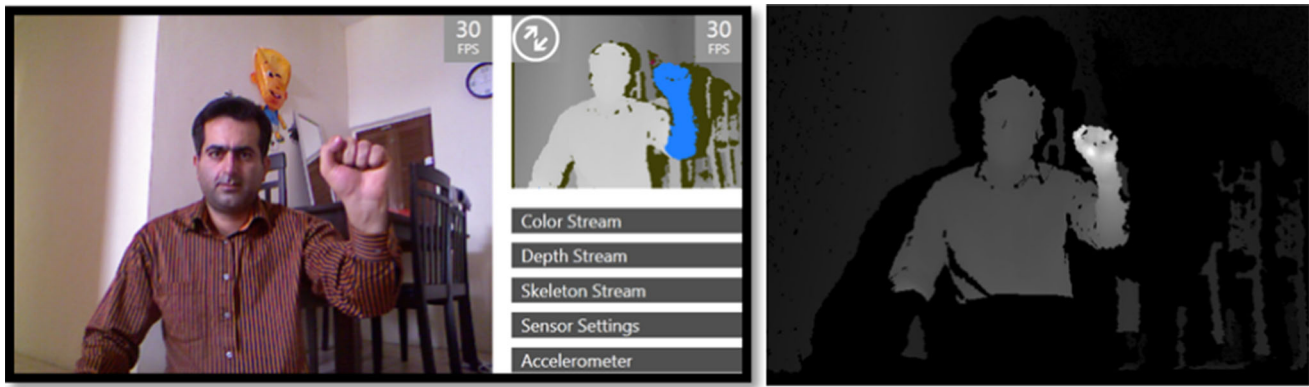 30
FPS
30
FPS
Color Stream
Depth Stream
Skeleton Stream
Sensor Settings
Accelerometer